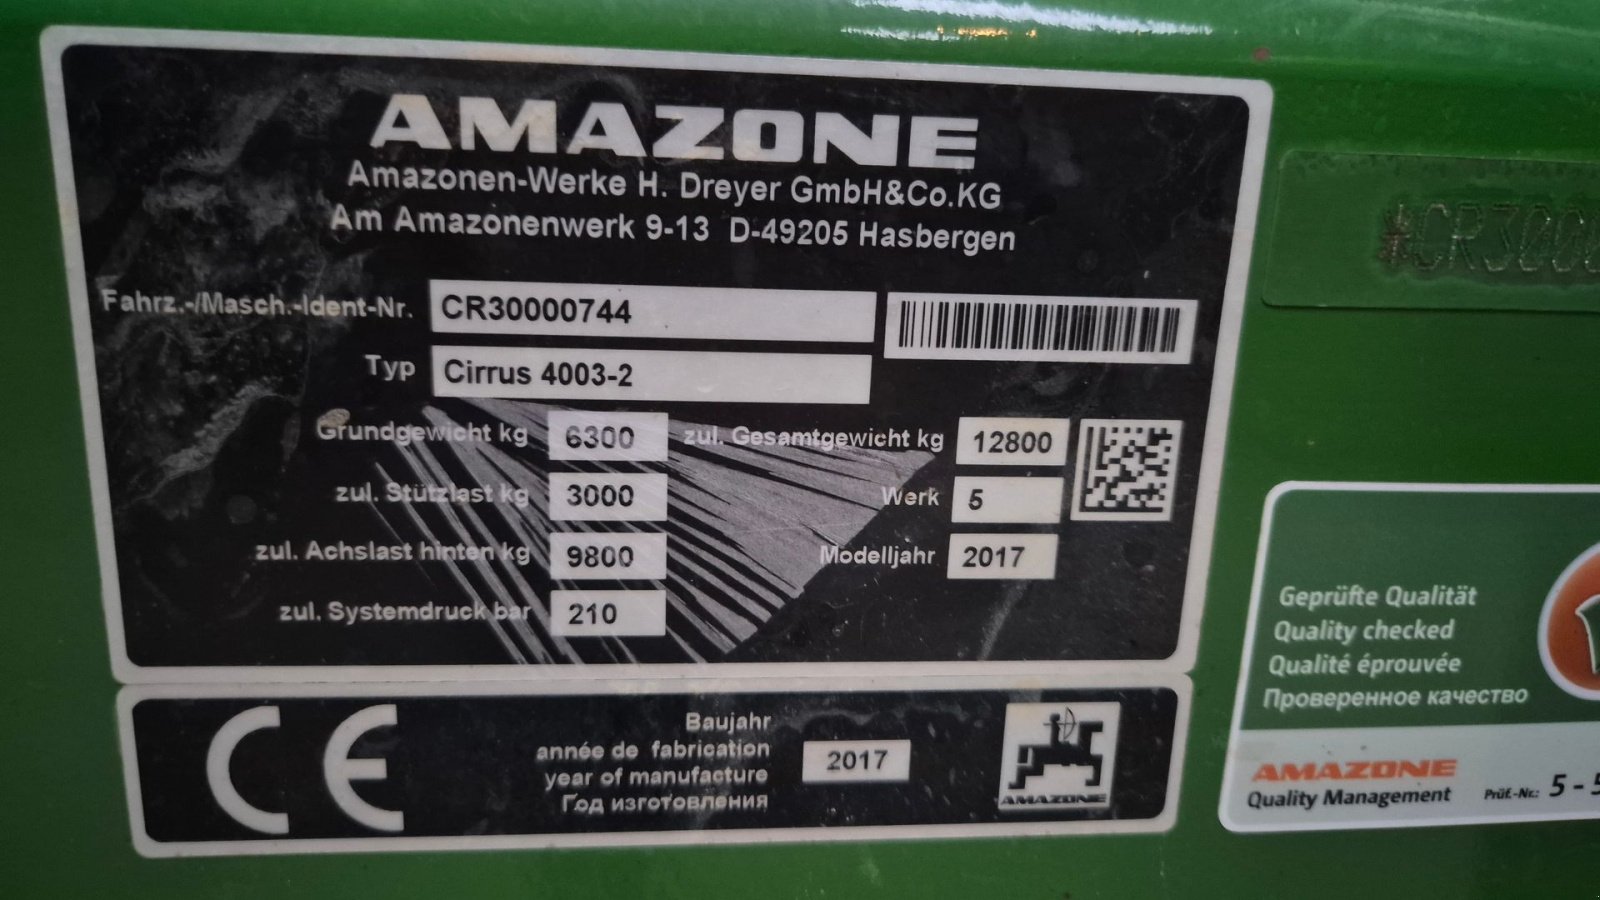 AMAZONE
Amazonen-Werke H. Dreyer GmbH&Co.KG
Am Amazonenwerk 9-13 D-49205 Hasbergen
Fahrz.-/Masch.-Ident-Nr. CR30000744
Typ Cirrus 4003-2
Grundgewicht kg 6300 zul. Gesamtgewicht kg 12800
zul. Stützlast kg 3000 Werk 5
zul. Achslast hinten kg 9800 Modelljahr 2017
zul. Systemdruck bar 210
CE
Baujahr
année de fabrication
year of manufacture
Год изготовления
2017
AMAZONE
*CR3000
Geprüfte Qualität
Quality checked
Qualité éprouvée
Проверенное качество
AMAZONE
Quality Management Prüf.-Nr.: 5 - 5